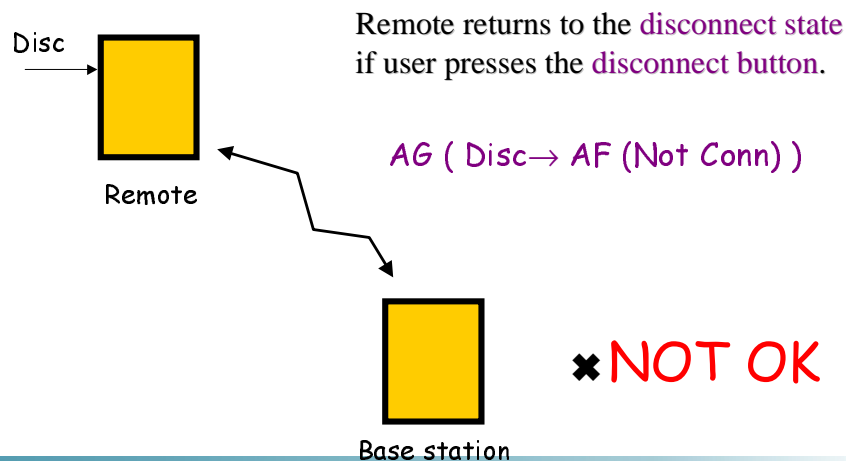 Disc
Remote returns to the disconnect state
if user presses the disconnect button.
AG ( Disc→ AF (Not Conn) )
Remote
✖NOT OK
Base station